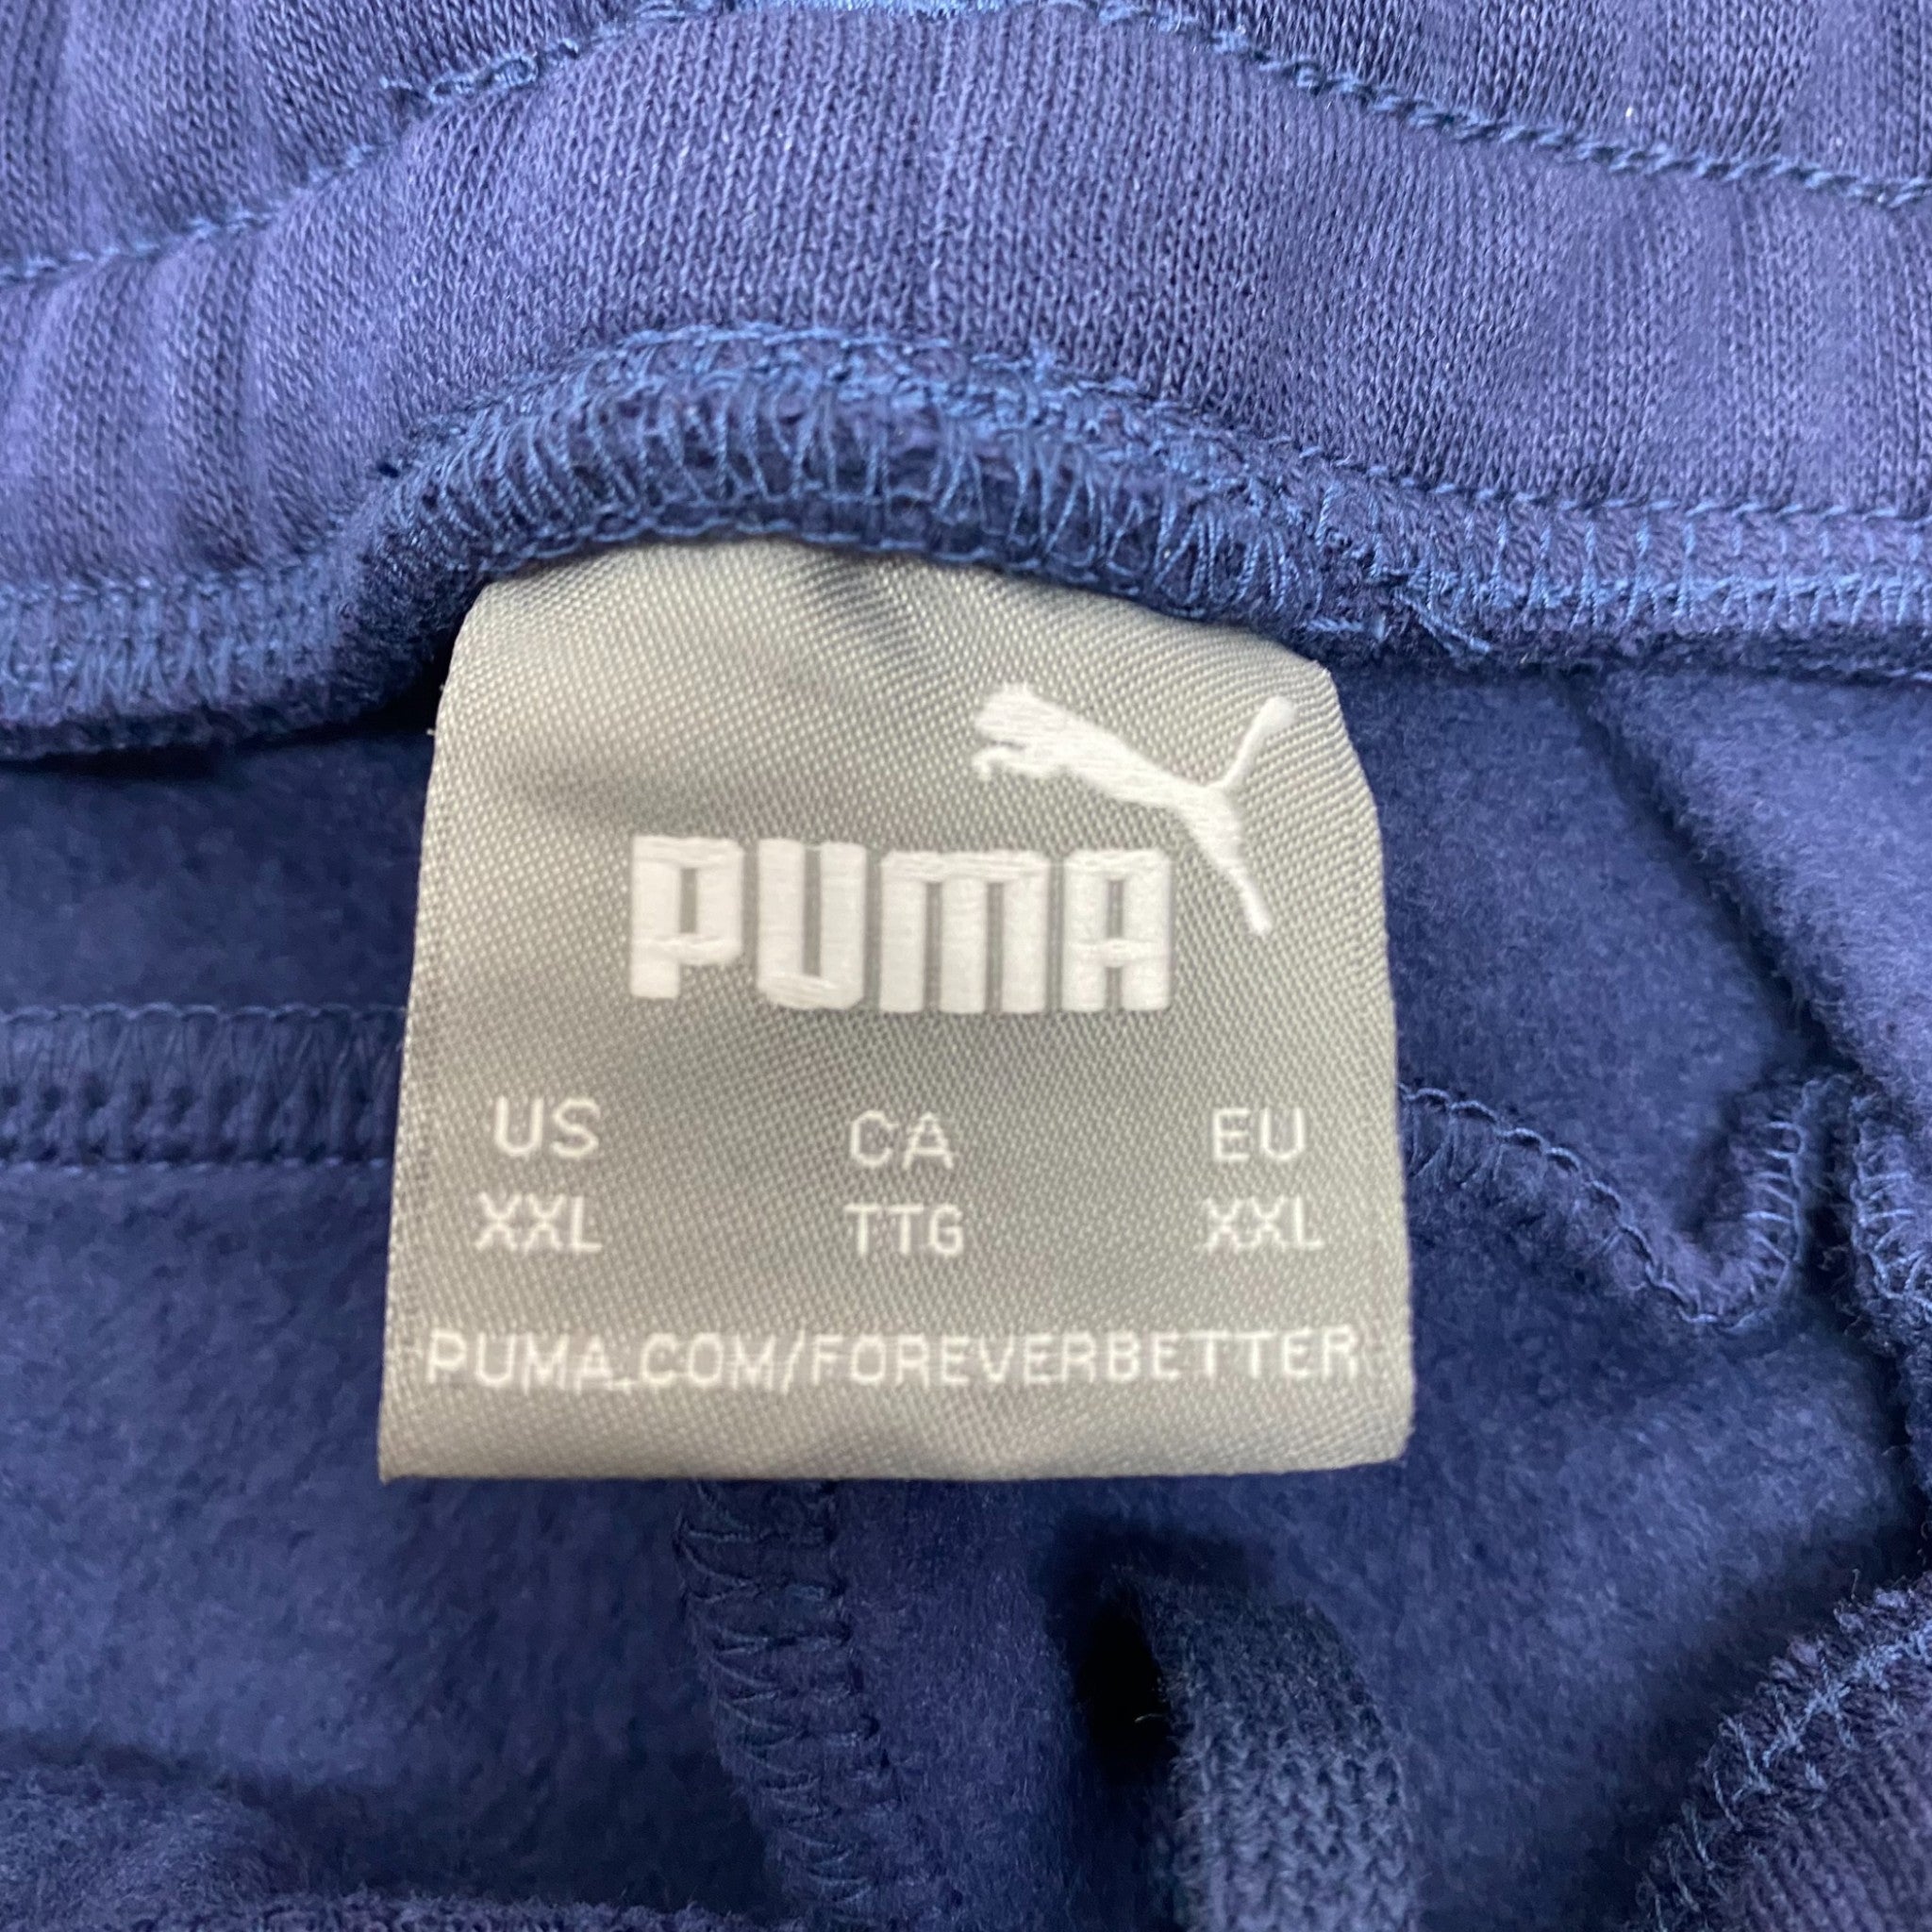 PUMA
US CA EU
XXL TTG XXL
PUMA.COM/FOREVERBETTER